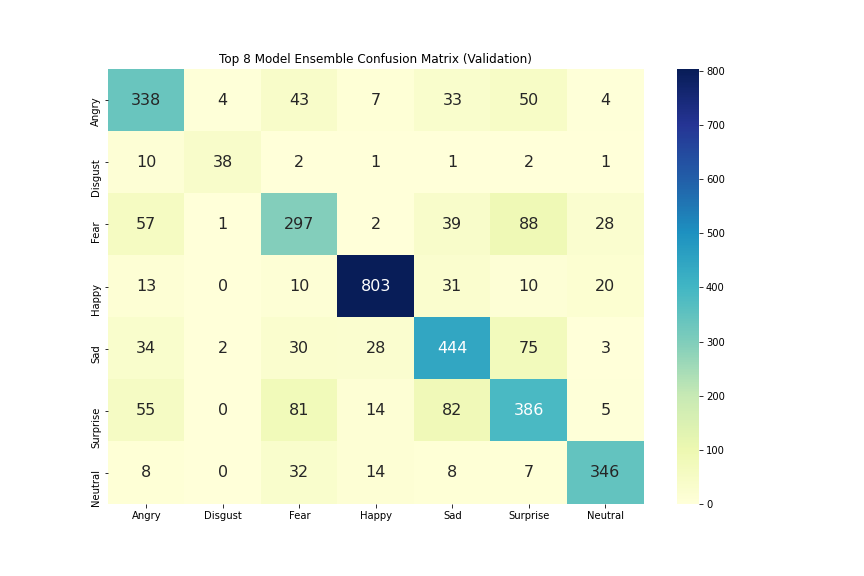 Top 8 Model Ensemble Confusion Matrix (Validation)
Angry 338 4 43 7 33 50 4
Disgust 10 38 2 1 1 2 1
Fear 57 1 297 2 39 88 28
Happy 13 0 10 803 31 10 20
Sad 34 2 30 28 444 75 3
Surprise 55 0 81 14 82 386 5
Neutral 8 0 32 14 8 7 346
Angry Disgust Fear Happy Sad Surprise Neutral
800
700
600
500
400
300
200
100
0